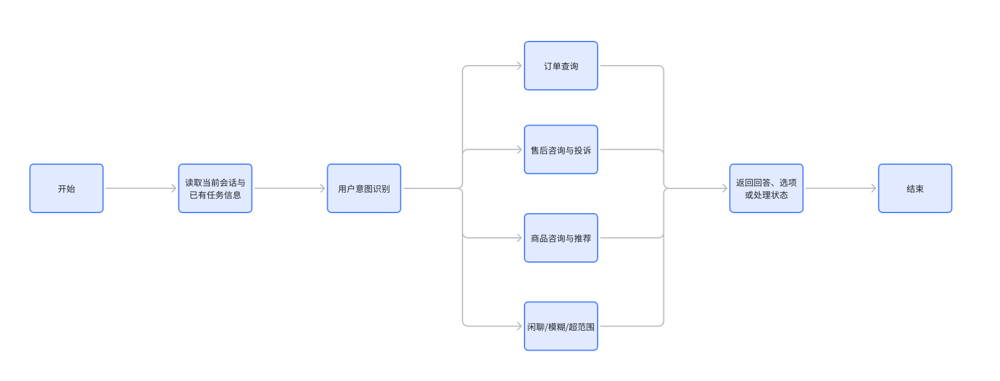 开始
读取当前会话与
已有任务信息
用户意图识别
订单查询
售后咨询与投诉
商品咨询与推荐
闲聊/模糊/超范围
返回回答、选项
或处理状态
结束